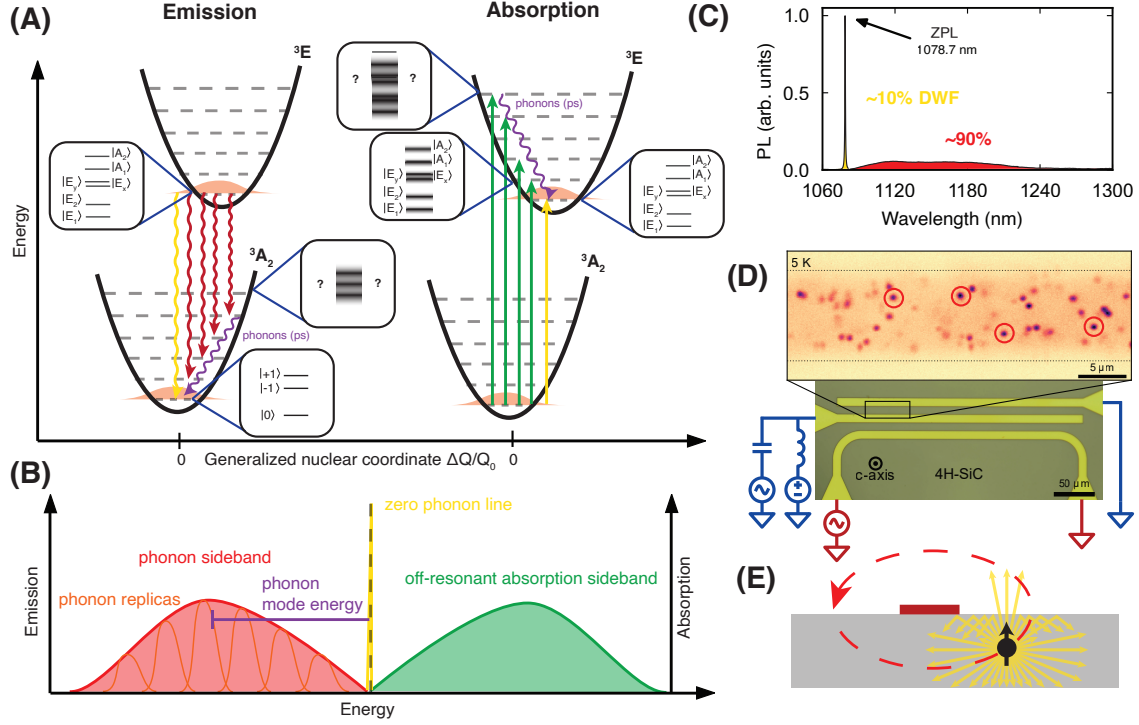 (A)
Emission
Absorption
Energy
³E
³E
³A₂
³A₂
|A₂⟩
|A₁⟩
|E_y⟩ |E_x⟩
|E₂⟩
|E₁⟩
? ?
phonons (ps)
|+1⟩
|-1⟩
|0⟩
? ?
phonons (ps)
|A₂⟩
|A₁⟩
|E_y⟩ |E_x⟩
|E₂⟩
|E₁⟩
|A₂⟩
|A₁⟩
|E_y⟩ |E_x⟩
|E₂⟩
|E₁⟩
0 Generalized nuclear coordinate ΔQ/Q₀ 0
(B)
Emission
Absorption
zero phonon line
phonon sideband
phonon replicas
phonon
mode energy
off-resonant absorption sideband
Energy
(C)
PL (arb. units)
1.0
0.5
0.0
ZPL
1078.7 nm
~10% DWF
~90%
1060 1120 1180 1240 1300
Wavelength (nm)
(D)
5 K
5 μm
c-axis
4H-SiC
50 μm
(E)